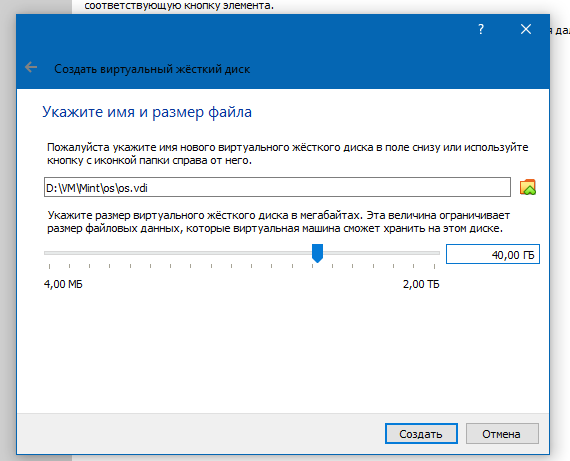 соответствующую кнопку элемента.
я дал
?
Создать виртуальный жёсткий диск
Укажите имя и размер файла
Пожалуйста укажите имя нового виртуального жёсткого диска в поле снизу или используйте
кнопку с иконкой папки справа от него.
D:\VM\Mint\os\os.vdi
Укажите размер виртуального жёсткого диска в мегабайтах. Эта величина ограничивает
размер файловых данных, которые виртуальная машина сможет хранить на этом диске.
40,00 ГБ
4,00 МБ 2,00 ТБ
Создать Отмена